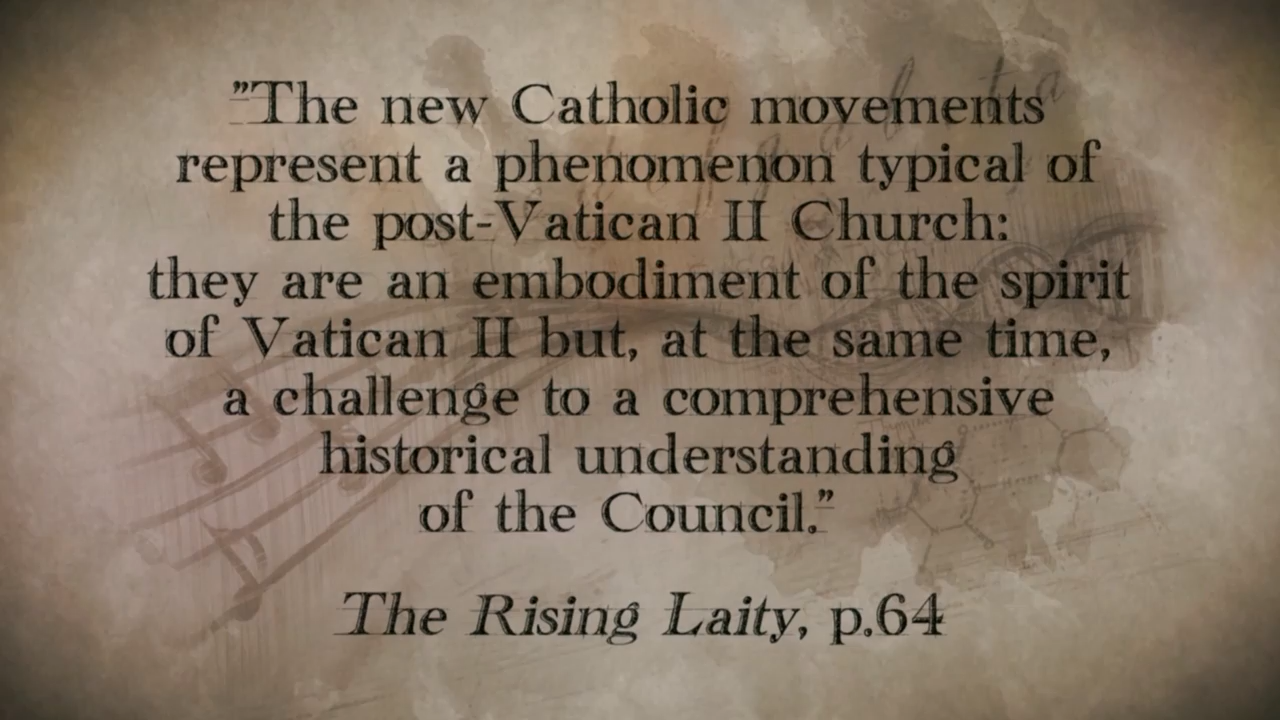 "The new Catholic movements
represent a phenomenon typical of
the post-Vatican II Church:
they are an embodiment of the spirit
of Vatican II but, at the same time,
a challenge to a comprehensive
historical understanding
of the Council."
The Rising Laity, p.64